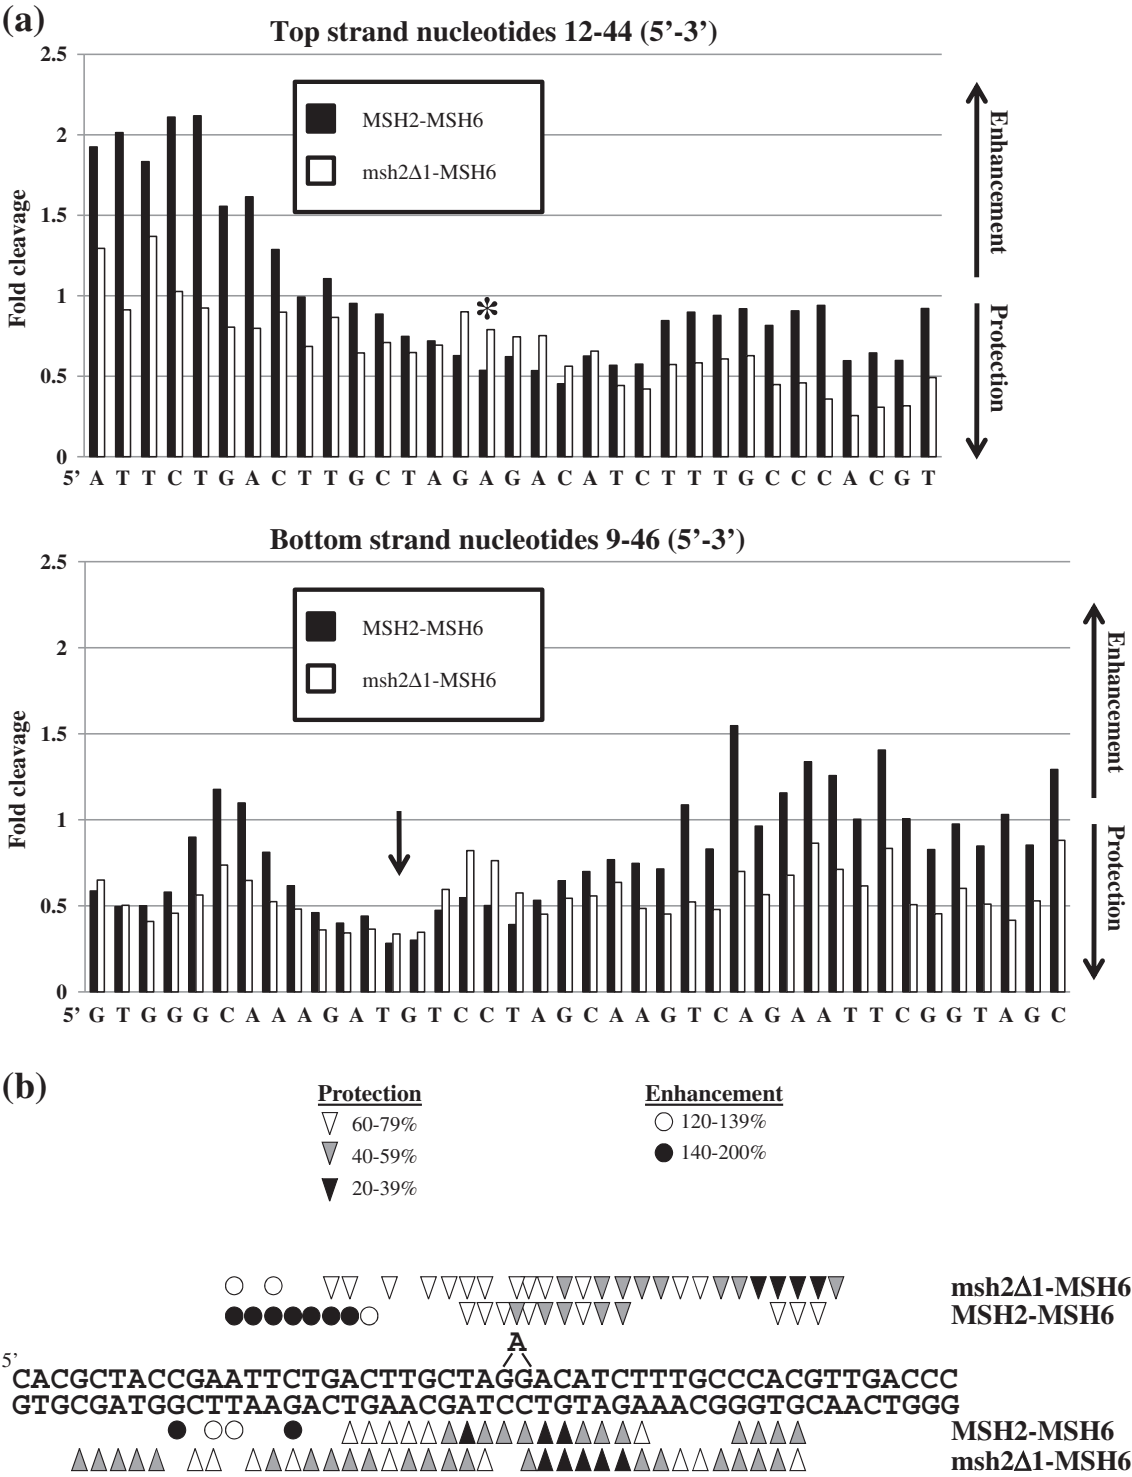 (a)
Top strand nucleotides 12-44 (5'-3')
2.5
2
1.5
1
0.5
0
Fold cleavage
MSH2-MSH6
msh2Δ1-MSH6
*
Enhancement
Protection
5' A T T C T G A C T T G C T A G A G A C A T C T T T G C C C A C G T
Bottom strand nucleotides 9-46 (5'-3')
2.5
2
1.5
1
0.5
0
Fold cleavage
MSH2-MSH6
msh2Δ1-MSH6
Enhancement
Protection
5' G T G G G C A A A G A T G T C C T A G C A A G T C A G A A T T C G G T A G C
(b)
Protection
60-79%
40-59%
20-39%
Enhancement
120-139%
140-200%
msh2Δ1-MSH6
MSH2-MSH6
A
5'
CACGCTACCGAATTCTGACTTGCTAGGACATCTTTGCCCACGTTGACCC
GTGCGATGGCTTAAGACTGAACGATCCTGTAGAAACGGGTGCAACTGGG
MSH2-MSH6
msh2Δ1-MSH6